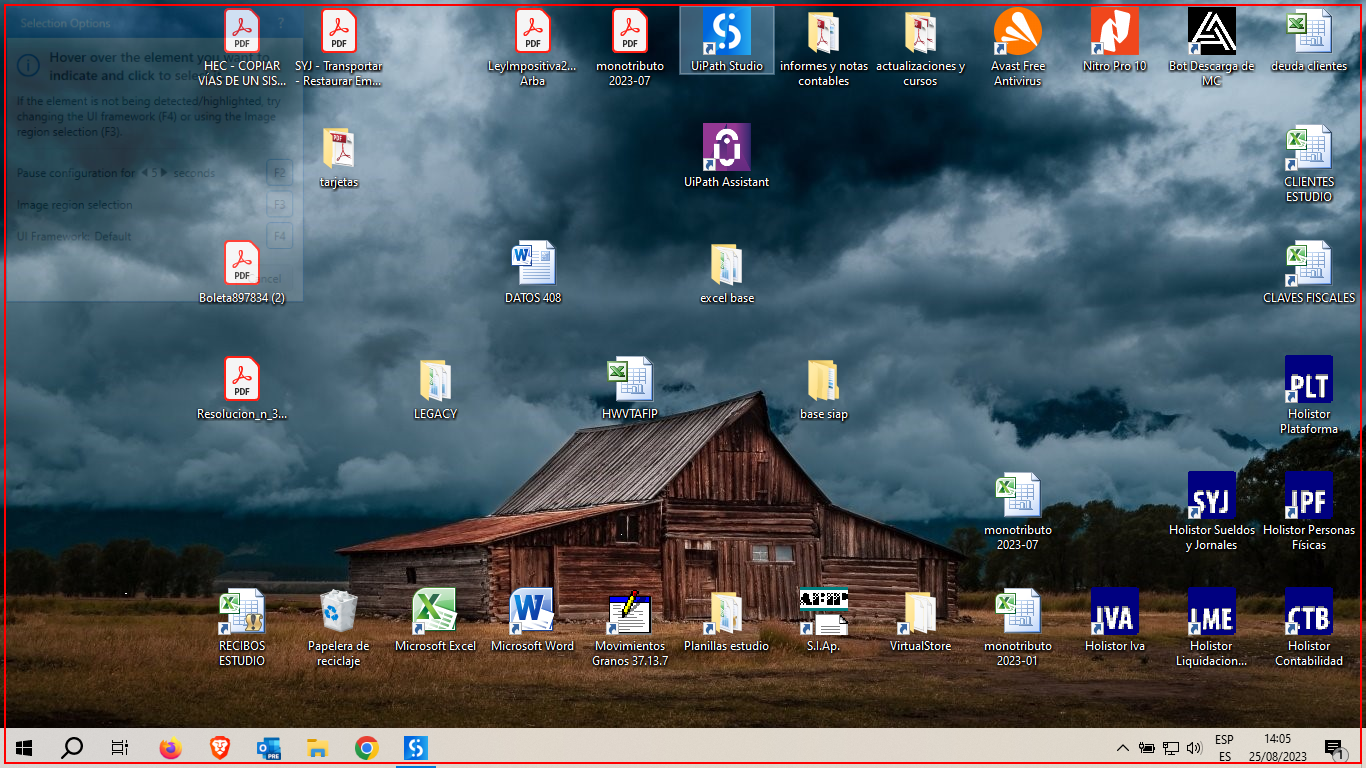 Selection Options
?
Hover over the element you want to
indicate and click to select
If the element is not being detected/highlighted, try
changing the UI framework (F4) or using the Image
region selection (F3).
Pause configuration for 5 seconds
F2
Image region selection
F3
UI Framework: Default
F4
PDF
HEC - COPIAR
VÍAS DE UN SIS...
PDF
SYJ - Transportar
- Restaurar Em...
PDF
LeyImpositiva2...
Arba
PDF
monotributo
2023-07
UiPath Studio
informes y notas
contables
actualizaciones y
cursos
Avast Free
Antivirus
Nitro Pro 10
Bot Descarga de
MC
deuda clientes
tarjetas
UiPath Assistant
CLIENTES
ESTUDIO
PDF
Boleta897834 (2)
DATOS 408
excel base
CLAVES FISCALES
PDF
Resolucion_n_3...
LEGACY
HWVTAFIP
base siap
PLT
Holistor
Plataforma
monotributo
2023-07
SYJ
Holistor Sueldos
y Jornales
IPF
Holistor Personas
Físicas
RECIBOS
ESTUDIO
Papelera de
reciclaje
Microsoft Excel
Microsoft Word
Movimientos
Granos 37.13.7
Planillas estudio
S.I.Ap.
VirtualStore
monotributo
2023-01
IVA
Holistor Iva
LME
Holistor
Liquidacion...
CTB
Holistor
Contabilidad
PRE
ESP
ES
14:05
25/08/2023
1